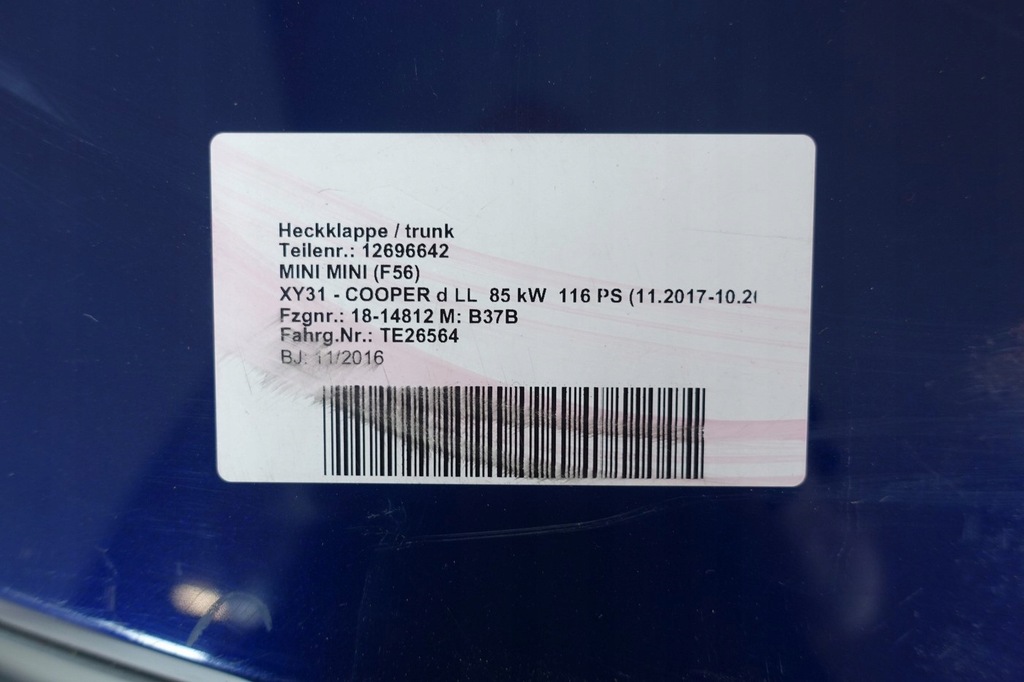 Heckklappe / trunk
Teilenr.: 12696642
MINI MINI (F56)
XY31 - COOPER d LL 85 kW 116 PS (11.2017-10.20
Fzgnr.: 18-14812 M: B37B
Fahrg.Nr.: TE26564
BJ: 11/2016